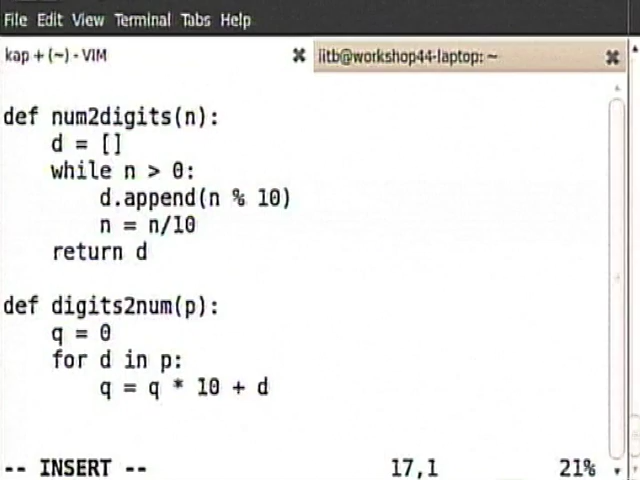 File Edit View Terminal Tabs Help
kap + (~) - VIM
iitb@workshop44-laptop: ~
def num2digits(n):
    d = []
    while n > 0:
        d.append(n % 10)
        n = n/10
    return d
def digits2num(p):
    q = 0
    for d in p:
        q = q * 10 + d
-- INSERT -- 17,1 21%